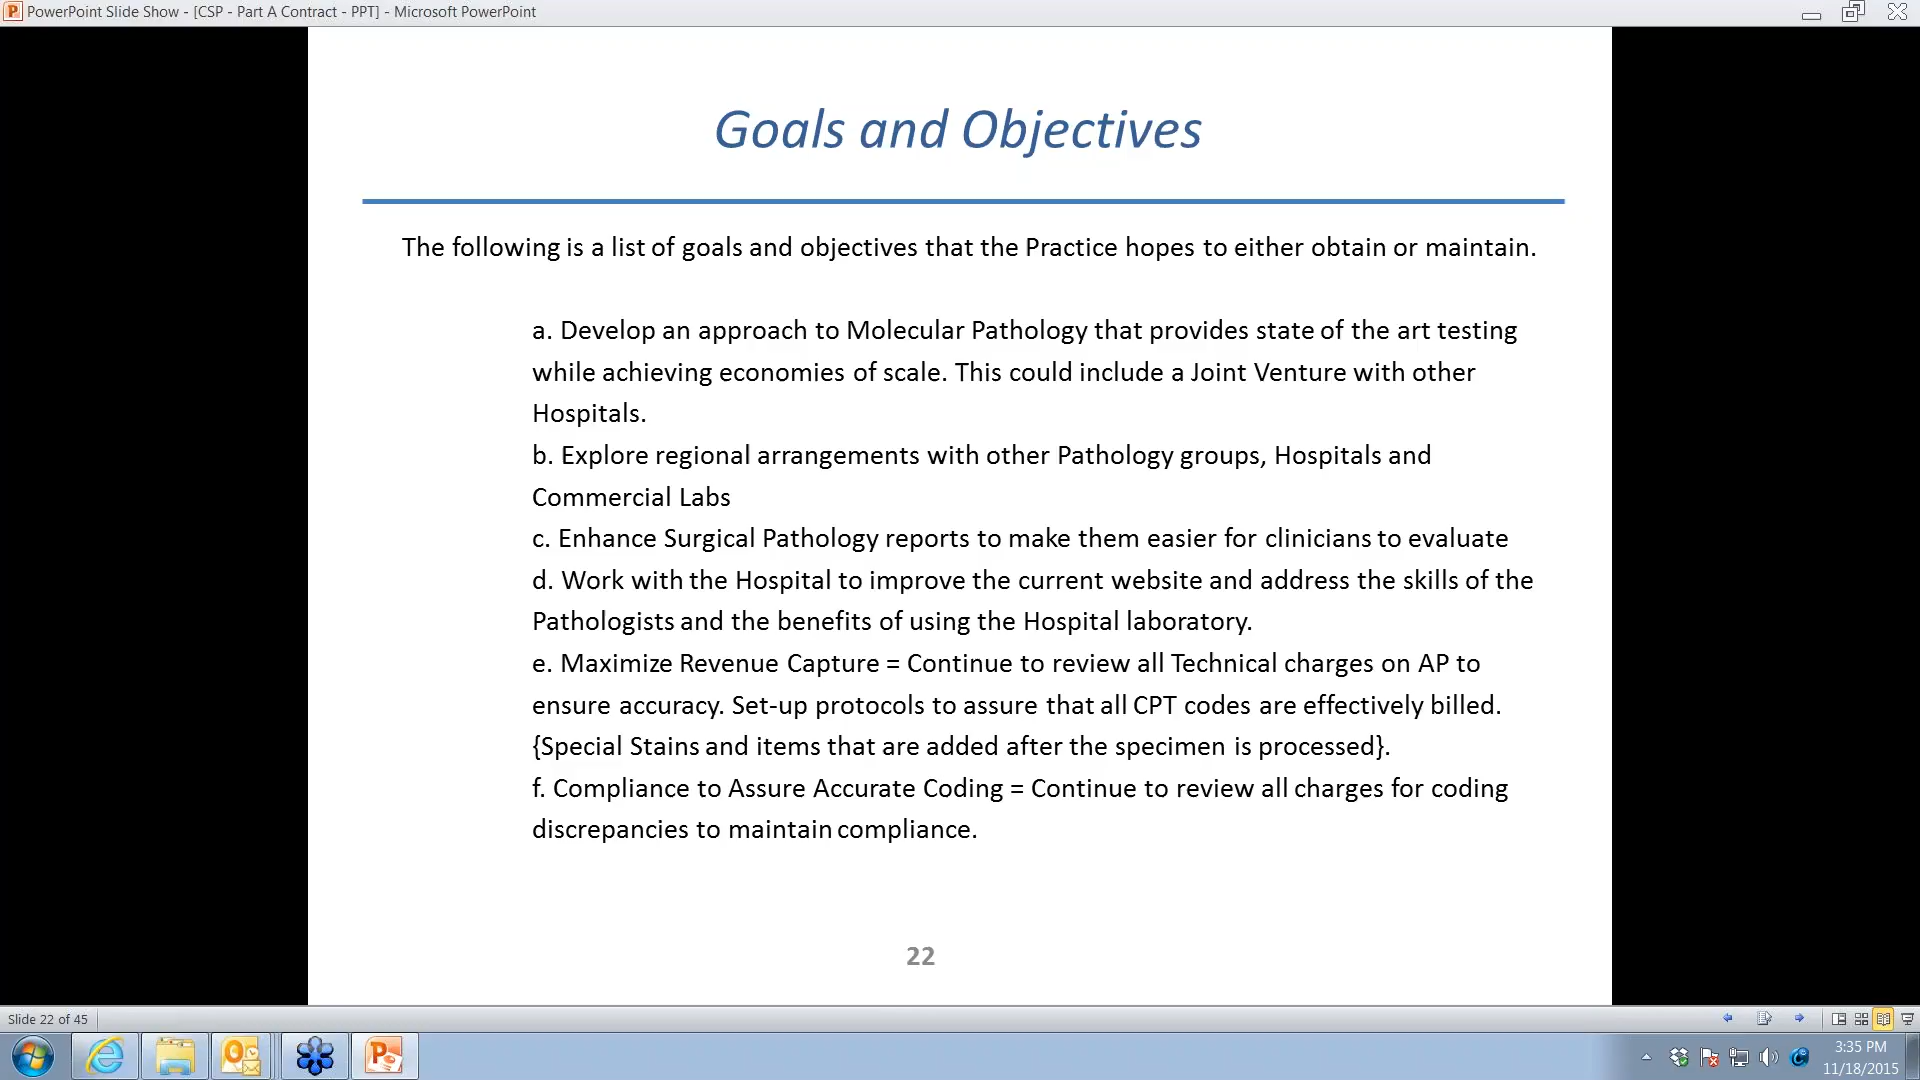 PowerPoint Slide Show - [CSP - Part A Contract - PPT] - Microsoft PowerPoint
Goals and Objectives
The following is a list of goals and objectives that the Practice hopes to either obtain or maintain.
a. Develop an approach to Molecular Pathology that provides state of the art testing
while achieving economies of scale. This could include a Joint Venture with other
Hospitals.
b. Explore regional arrangements with other Pathology groups, Hospitals and
Commercial Labs
c. Enhance Surgical Pathology reports to make them easier for clinicians to evaluate
d. Work with the Hospital to improve the current website and address the skills of the
Pathologists and the benefits of using the Hospital laboratory.
e. Maximize Revenue Capture = Continue to review all Technical charges on AP to
ensure accuracy. Set-up protocols to assure that all CPT codes are effectively billed.
{Special Stains and items that are added after the specimen is processed}.
f. Compliance to Assure Accurate Coding = Continue to review all charges for coding
discrepancies to maintain compliance.
22
Slide 22 of 45
3:35 PM
11/18/2015